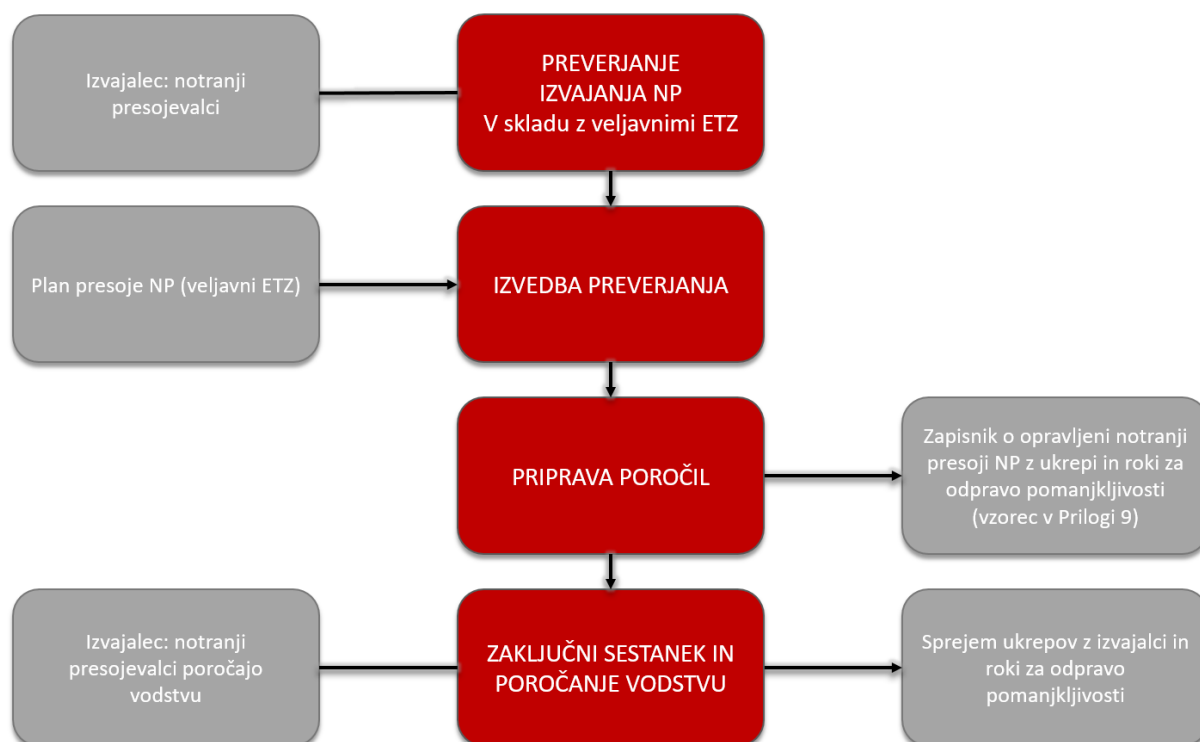 Izvajalec: notranji
presojevalci
PREVERJANJE
IZVAJANJA NP
V skladu z veljavnimi ETZ
Plan presoje NP (veljavni ETZ)
IZVEDBA PREVERJANJA
PRIPRAVA POROČIL
Zapisnik o opravljeni notranji
presoji NP z ukrepi in roki za
odpravo pomanjkljivosti
(vzorec v Prilogi 9)
Izvajalec: notranji
presojevalci poročajo
vodstvu
ZAKLJUČNI SESTANEK IN
POROČANJE VODSTVU
Sprejem ukrepov z izvajalci in
roki za odpravo
pomanjkljivosti